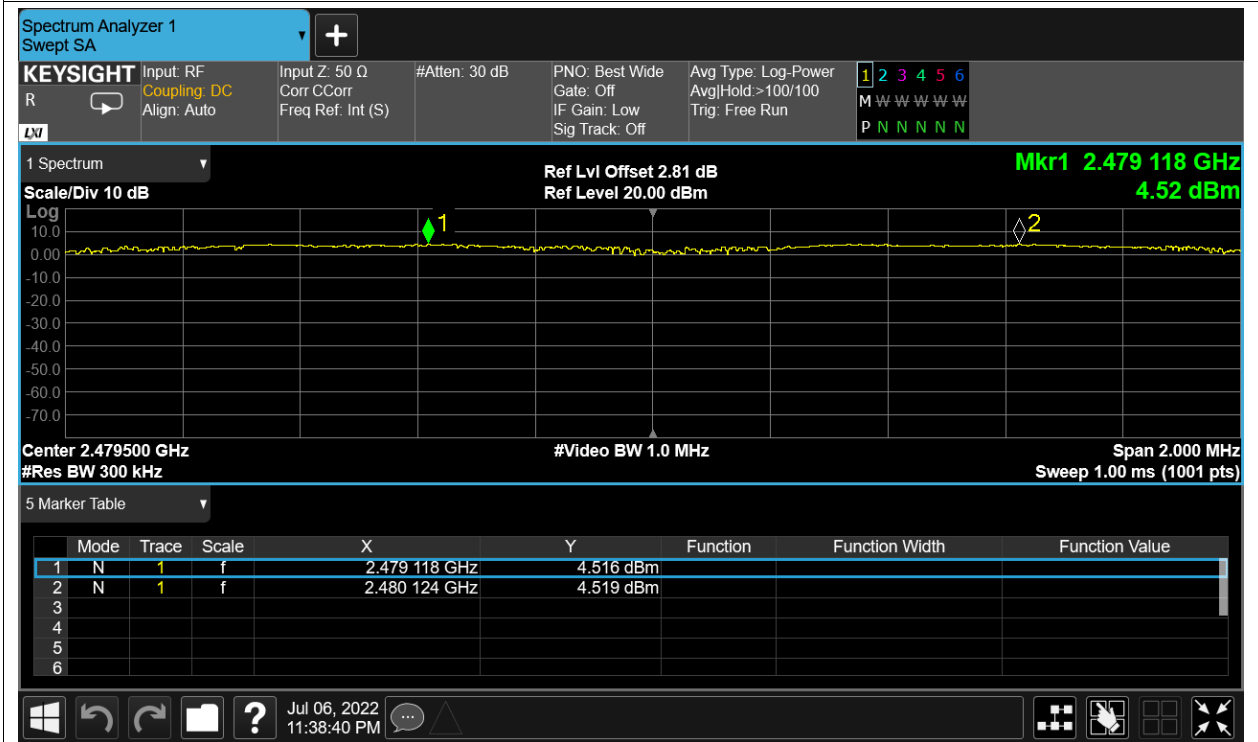 Spectrum Analyzer 1
Swept SA
KEYSIGHT
R
LXI
Input: RF
Coupling: DC
Align: Auto
Input Z: 50 Ω
Corr CCorr
Freq Ref: Int (S)
#Atten: 30 dB
PNO: Best Wide
Gate: Off
IF Gain: Low
Sig Track: Off
Avg Type: Log-Power
Avg|Hold:>100/100
Trig: Free Run
1 2 3 4 5 6
M W W W W W
P N N N N N
1 Spectrum
Scale/Div 10 dB
Ref Lvl Offset 2.81 dB
Ref Level 20.00 dBm
Mkr1 2.479 118 GHz
4.52 dBm
Log
10.0
0.00
-10.0
-20.0
-30.0
-40.0
-50.0
-60.0
-70.0
1
2
Center 2.479500 GHz
#Res BW 300 kHz
#Video BW 1.0 MHz
Span 2.000 MHz
Sweep 1.00 ms (1001 pts)
5 Marker Table
Mode Trace Scale X Y Function Function Width Function Value
1 N 1 f 2.479 118 GHz 4.516 dBm
2 N 1 f 2.480 124 GHz 4.519 dBm
3
4
5
6
?
Jul 06, 2022
11:38:40 PM